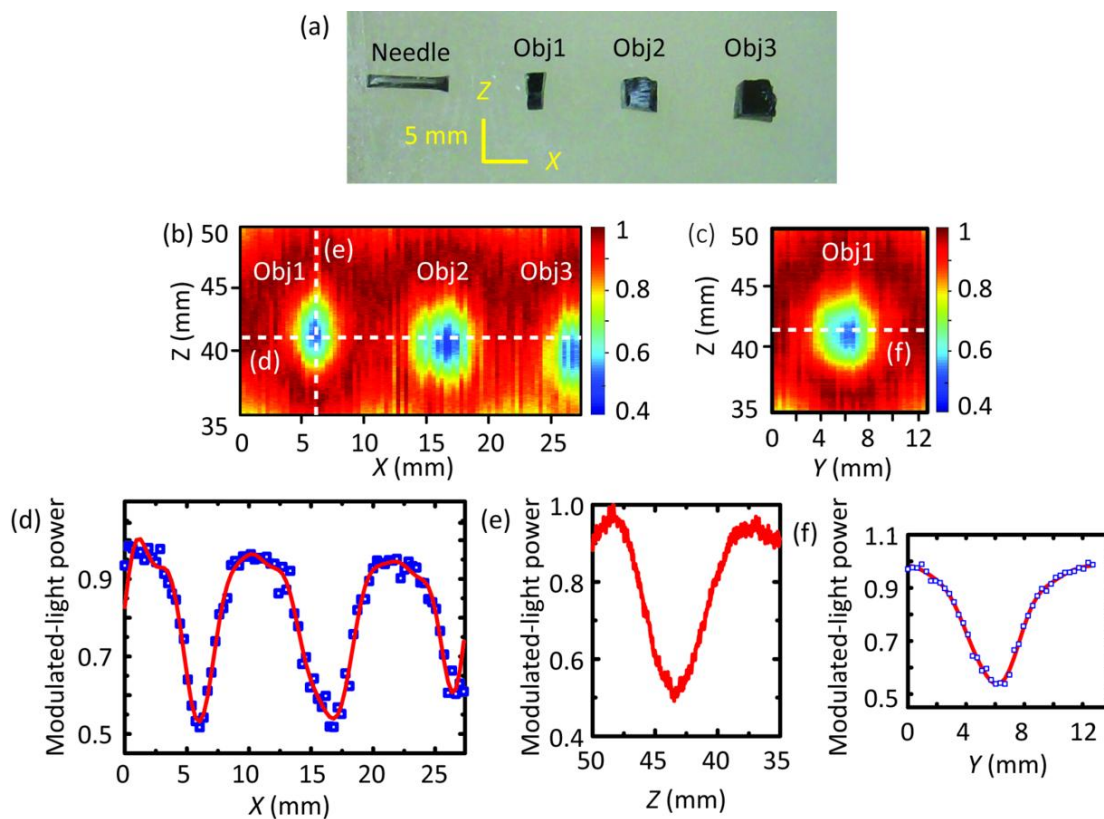 (a)
Needle Obj1 Obj2 Obj3
Z
5 mm
X
(b)
50
45
40
35
Z (mm)
0 5 10 15 20 25
X (mm)
Obj1 Obj2 Obj3
(e)
(d)
1
0.8
0.6
0.4
(c)
50
45
40
35
Z (mm)
0 4 8 12
Y (mm)
Obj1
(f)
1
0.8
0.6
0.4
(d)
Modulated-light power
0.9
0.7
0.5
0 5 10 15 20 25
X (mm)
(e)
Modulated-light power
1.0
0.8
0.6
0.4
50 45 40 35
Z (mm)
(f)
Modulated-light power
1.1
0.9
0.7
0.5
0 4 8 12
Y (mm)